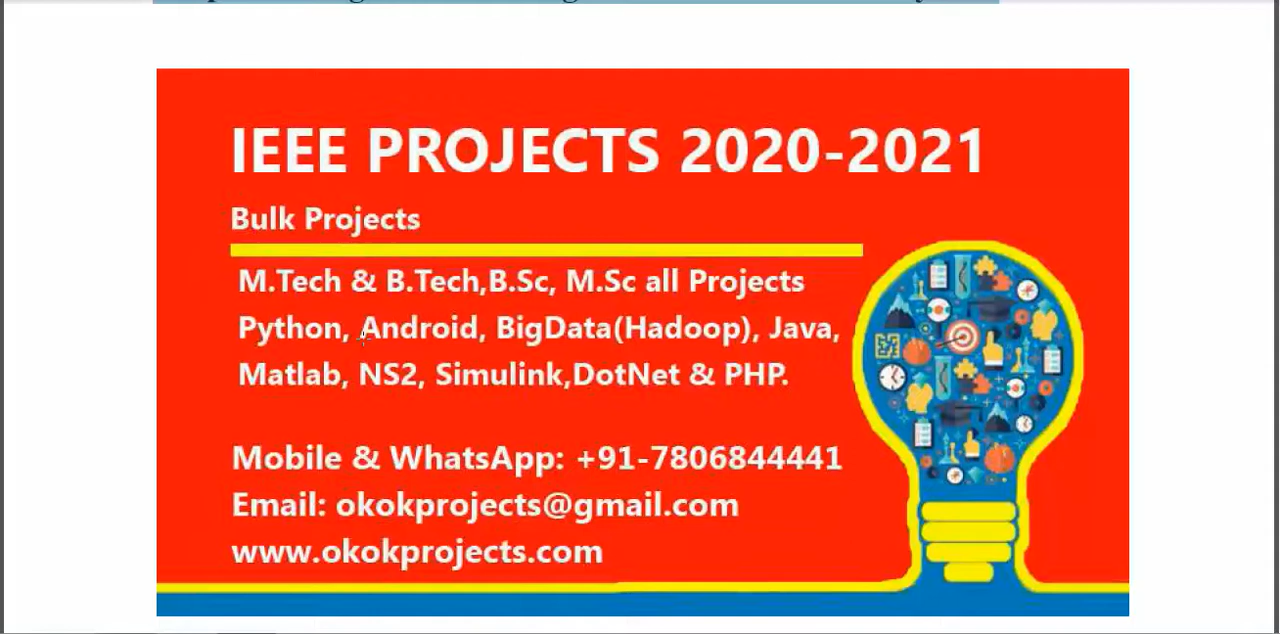 IEEE PROJECTS 2020-2021
Bulk Projects
M.Tech & B.Tech,B.Sc, M.Sc all Projects
Python, Android, BigData(Hadoop), Java,
Matlab, NS2, Simulink,DotNet & PHP.
Mobile & WhatsApp: +91-7806844441
Email: okokprojects@gmail.com
www.okokprojects.com